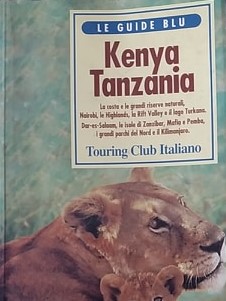 LE GUIDE BLU
Kenya
Tanzania
La costa e le grandi riserve naturali,
Nairobi, le Highlands, la Rift Valley e il lago Turkana.
Dar-es-Salaam, le isole di Zanzibar, Mafia e Pemba,
i grandi parchi del Nord e il Kilimanjaro.
Touring Club Italiano